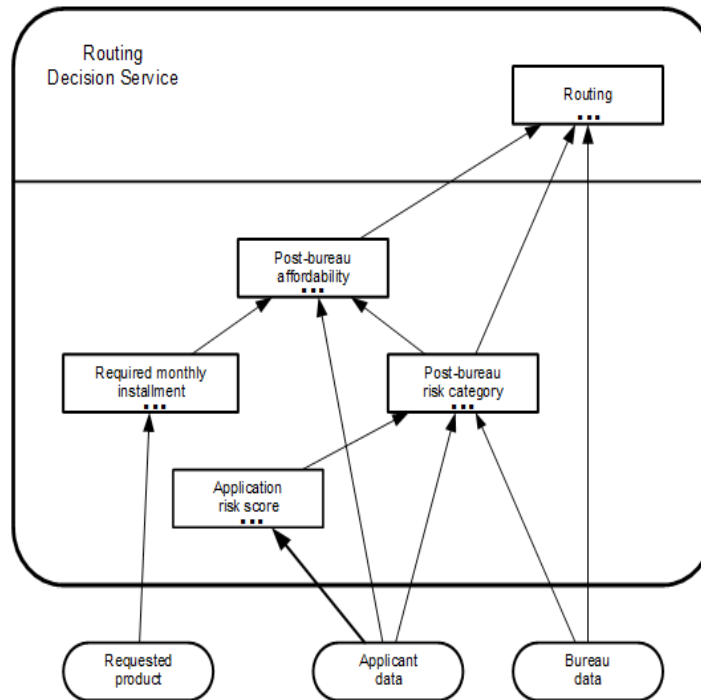 Routing
Decision Service
Routing
Post-bureau
affordability
Required monthly
installment
Post-bureau
risk category
Application
risk score
Requested
product
Applicant
data
Bureau
data